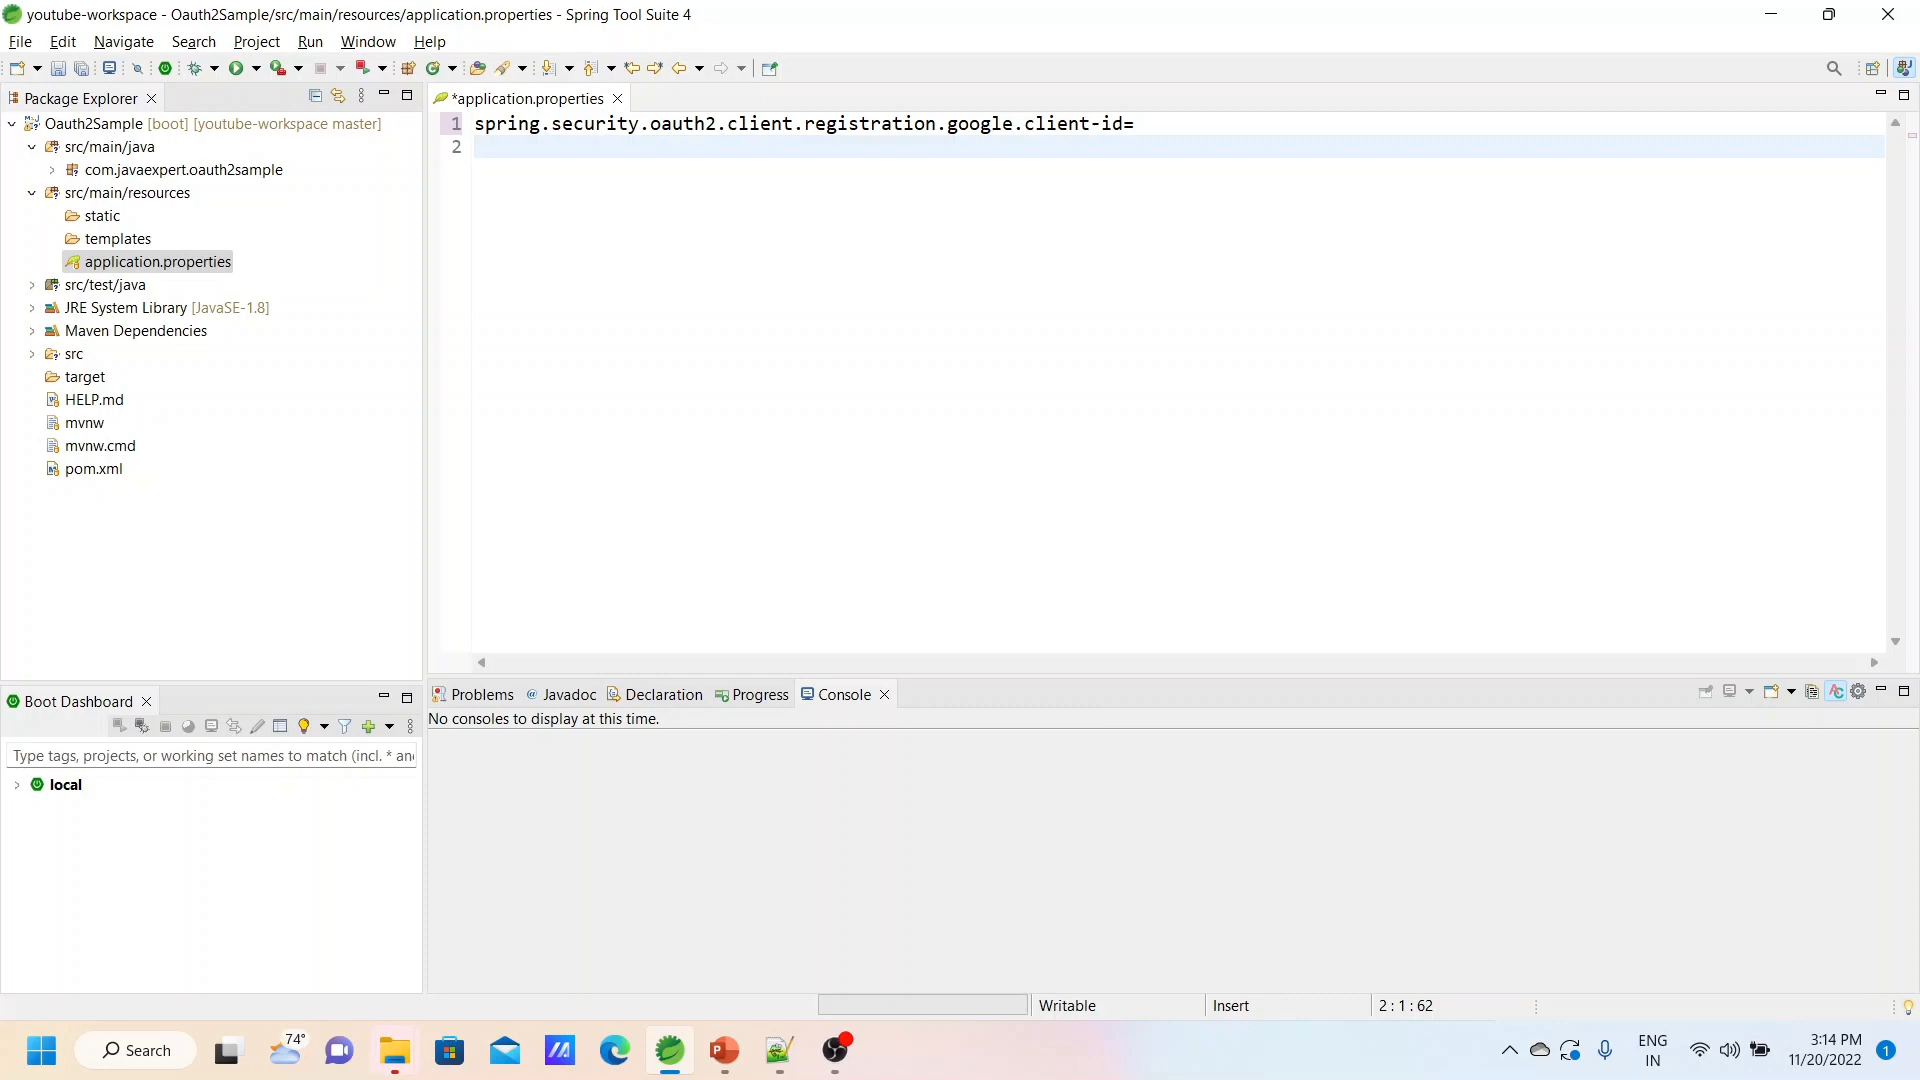 youtube-workspace - Oauth2Sample/src/main/resources/application.properties - Spring Tool Suite 4
File Edit Navigate Search Project Run Window Help
Package Explorer
Oauth2Sample [boot] [youtube-workspace master]
src/main/java
com.javaexpert.oauth2sample
src/main/resources
static
templates
application.properties
src/test/java
JRE System Library [JavaSE-1.8]
Maven Dependencies
src
target
HELP.md
mvnw
mvnw.cmd
pom.xml
*application.properties
1 spring.security.oauth2.client.registration.google.client-id=
2
Boot Dashboard
Type tags, projects, or working set names to match (incl. * an
local
Problems Javadoc Declaration Progress Console
No consoles to display at this time.
Writable Insert 2 : 1 : 62
Search
74°
ENG
IN
3:14 PM
11/20/2022
1